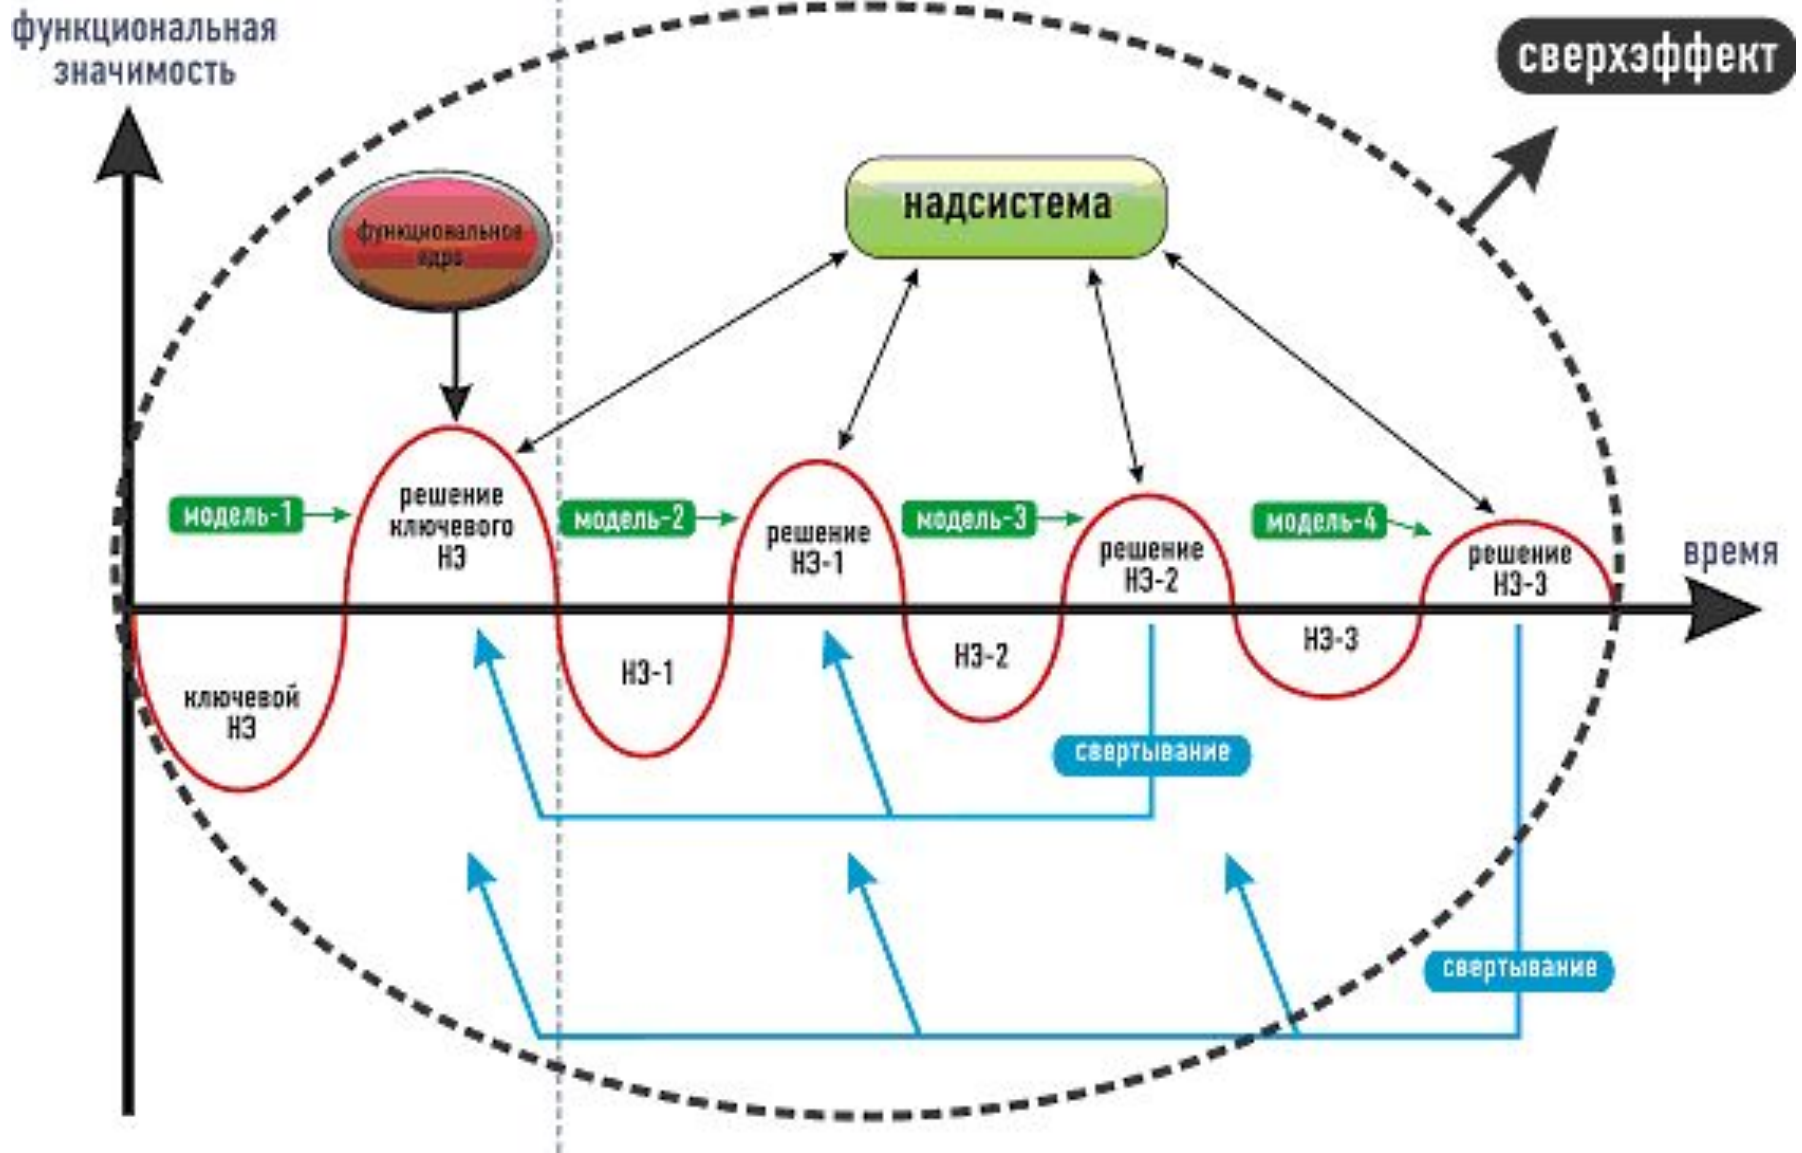 функциональная
значимость
сверхэффект
функциональное
ядро
надсистема
модель-1
решение
ключевого
НЭ
модель-2
решение
НЭ-1
модель-3
решение
НЭ-2
модель-4
решение
НЭ-3
время
ключевой
НЭ
НЭ-1
НЭ-2
НЭ-3
свертывание
свертывание